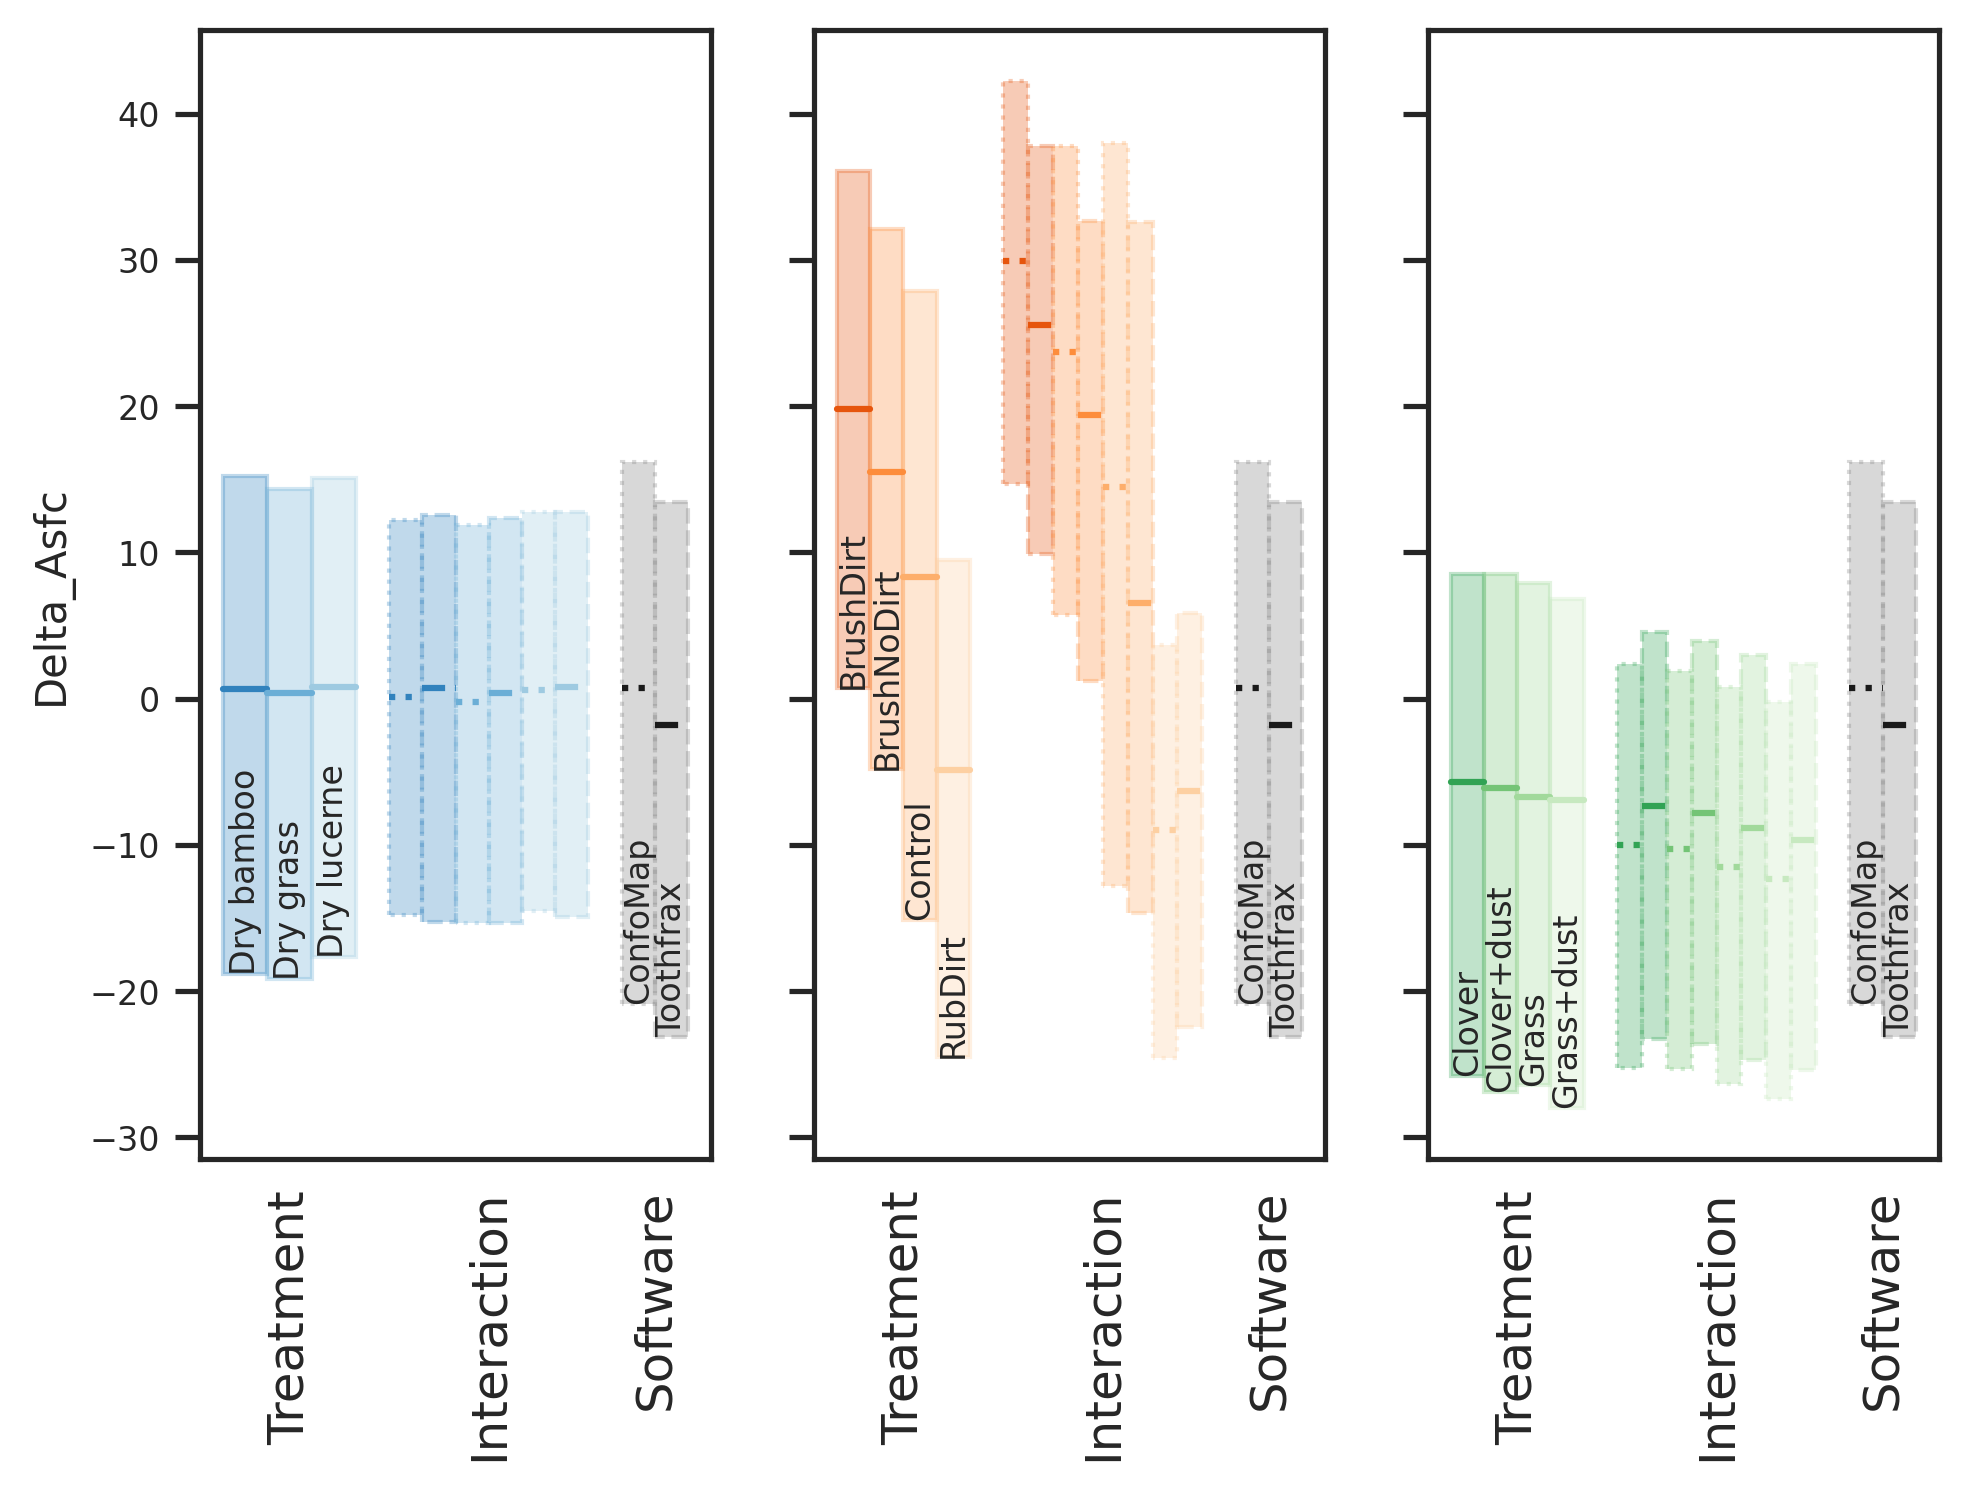 Delta_Asfc
40
30
20
10
0
−10
−20
−30
Dry bamboo
Dry grass
Dry lucerne
ConfoMap
Toothfrax
BrushDirt
BrushNoDirt
Control
RubDirt
ConfoMap
Toothfrax
Clover
Clover+dust
Grass
Grass+dust
ConfoMap
Toothfrax
Treatment
Interaction
Software
Treatment
Interaction
Software
Treatment
Interaction
Software